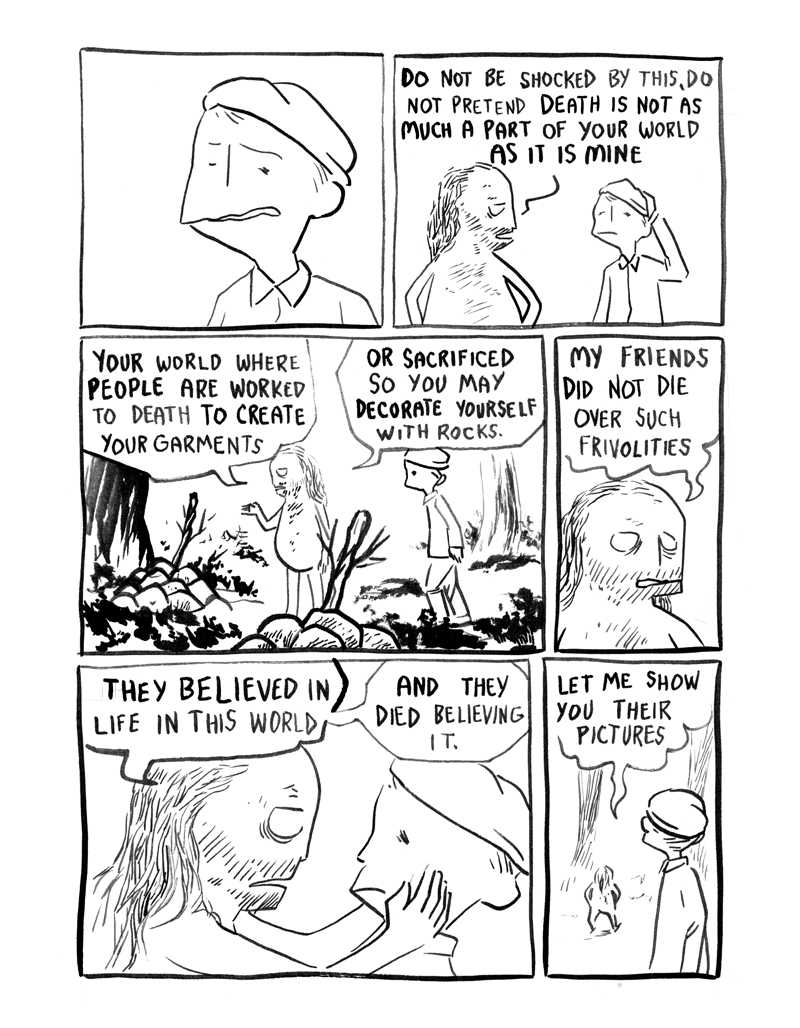 DO NOT BE SHOCKED BY THIS, DO
NOT PRETEND DEATH IS NOT AS
MUCH A PART OF YOUR WORLD
AS IT IS MINE
YOUR WORLD WHERE
PEOPLE ARE WORKED
TO DEATH TO CREATE
YOUR GARMENTS
OR SACRIFICED
SO YOU MAY
DECORATE YOURSELF
WITH ROCKS.
MY FRIENDS
DID NOT DIE
OVER SUCH
FRIVOLITIES
THEY BELIEVED IN
LIFE IN THIS WORLD
AND THEY
DIED BELIEVING
IT.
LET ME SHOW
YOU THEIR
PICTURES